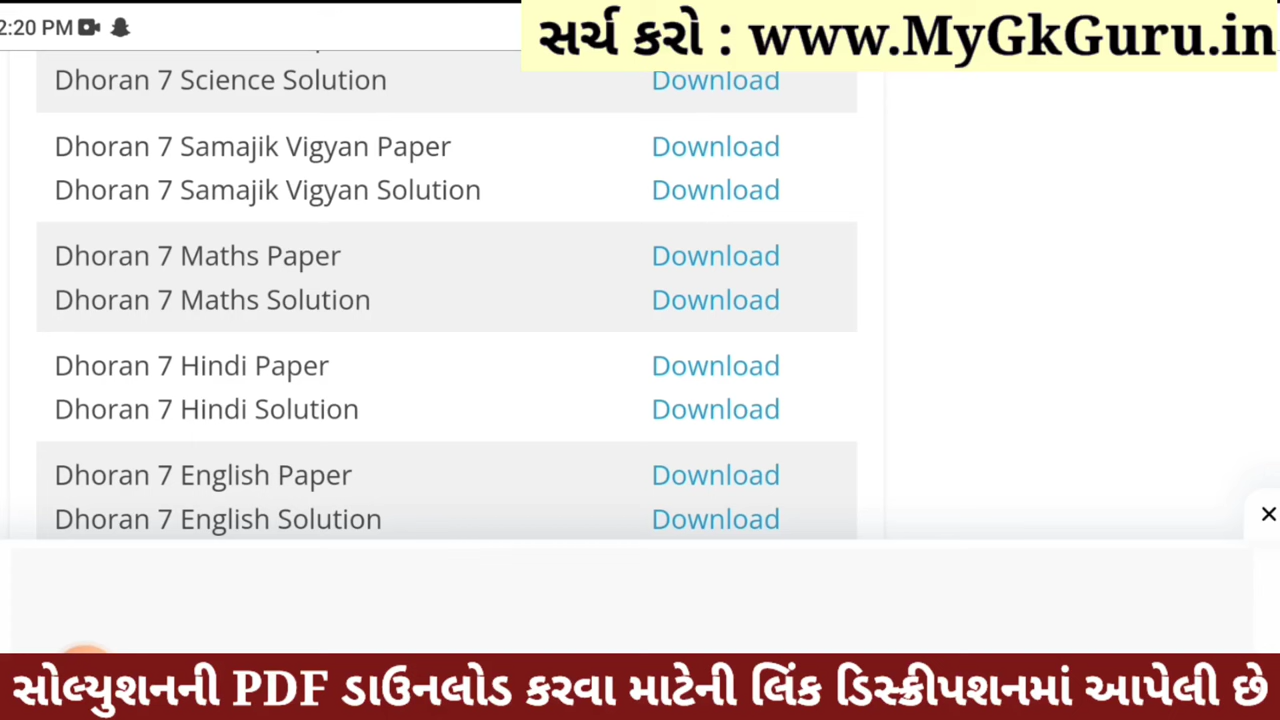 2:20 PM
સર્ચ કરો : www.MyGkGuru.in
Dhoran 7 Science Solution Download
Dhoran 7 Samajik Vigyan Paper Download
Dhoran 7 Samajik Vigyan Solution Download
Dhoran 7 Maths Paper Download
Dhoran 7 Maths Solution Download
Dhoran 7 Hindi Paper Download
Dhoran 7 Hindi Solution Download
Dhoran 7 English Paper Download
Dhoran 7 English Solution Download
સોલ્યુશનની PDF ડાઉનલોડ કરવા માટેની લિંક ડિસ્ક્રીપશનમાં આપેલી છે